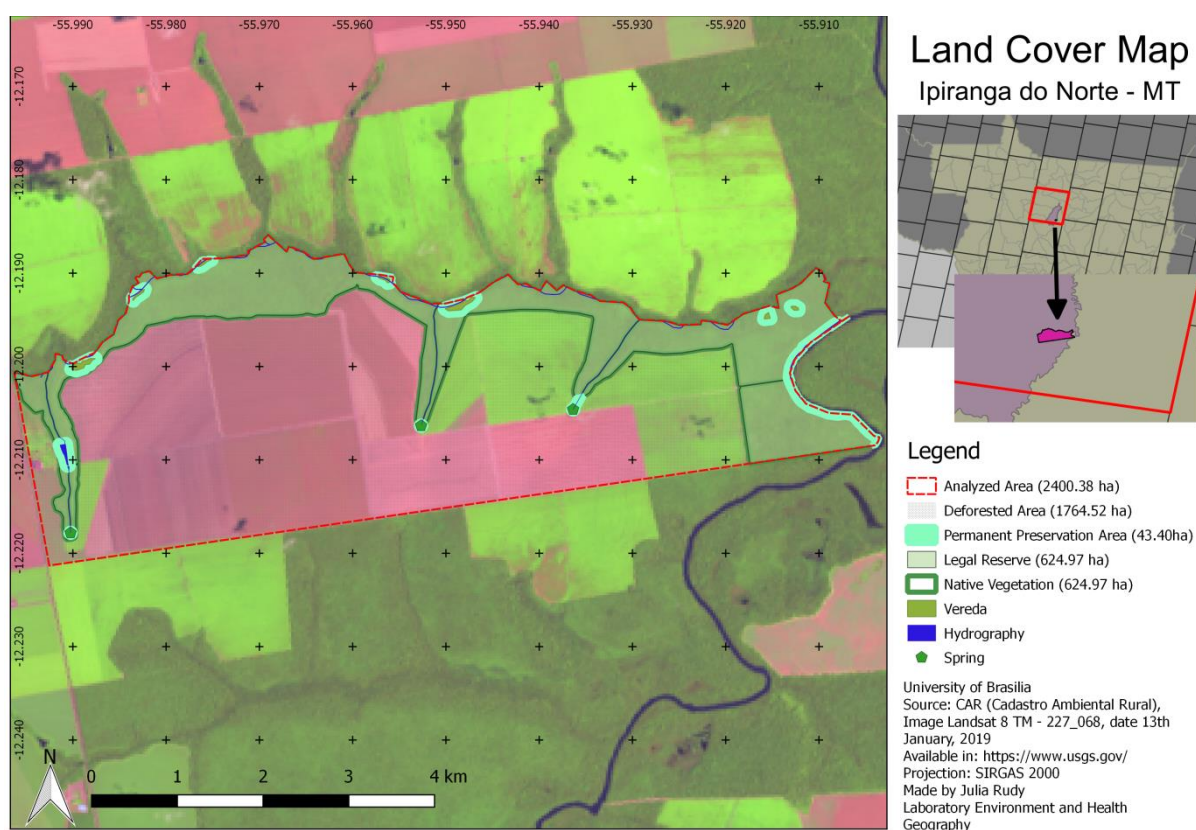 -55.990 -55.980 -55.970 -55.960 -55.950 -55.940 -55.930 -55.920 -55.910
-12.170
-12.180
-12.190
-12.200
-12.210
-12.220
-12.230
-12.240
N
0 1 2 3 4 km
Land Cover Map
Ipiranga do Norte - MT
Legend
Analyzed Area (2400.38 ha)
Deforested Area (1764.52 ha)
Permanent Preservation Area (43.40ha)
Legal Reserve (624.97 ha)
Native Vegetation (624.97 ha)
Vereda
Hydrography
Spring
University of Brasilia
Source: CAR (Cadastro Ambiental Rural),
Image Landsat 8 TM - 227_068, date 13th
January, 2019
Available in: https://www.usgs.gov/
Projection: SIRGAS 2000
Made by Julia Rudy
Laboratory Environment and Health
Geography